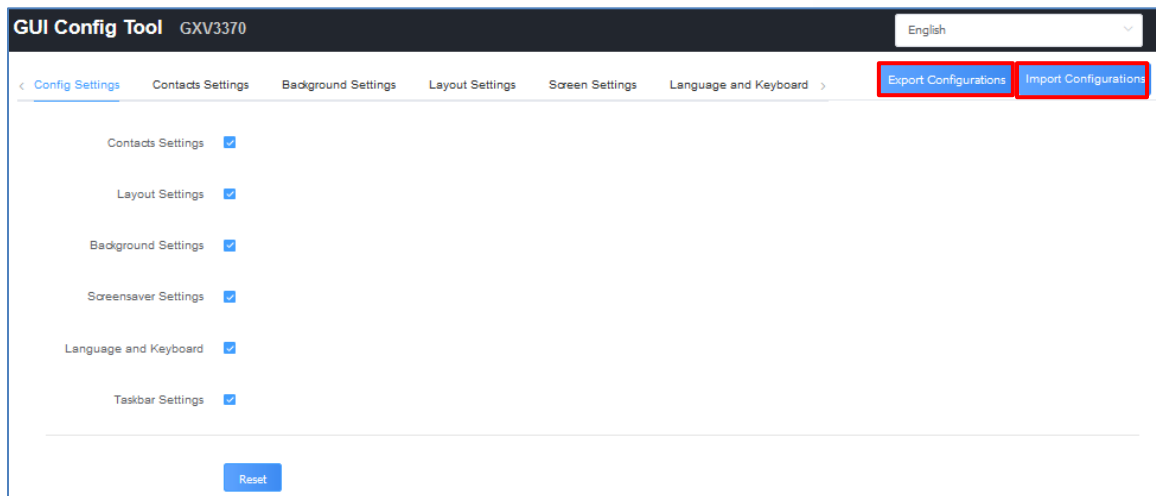 GUI Config Tool GXV3370 English
Config Settings Contacts Settings Background Settings Layout Settings Screen Settings Language and Keyboard Export Configurations Import Configurations
Contacts Settings
Layout Settings
Background Settings
Screensaver Settings
Language and Keyboard
Taskbar Settings
Reset